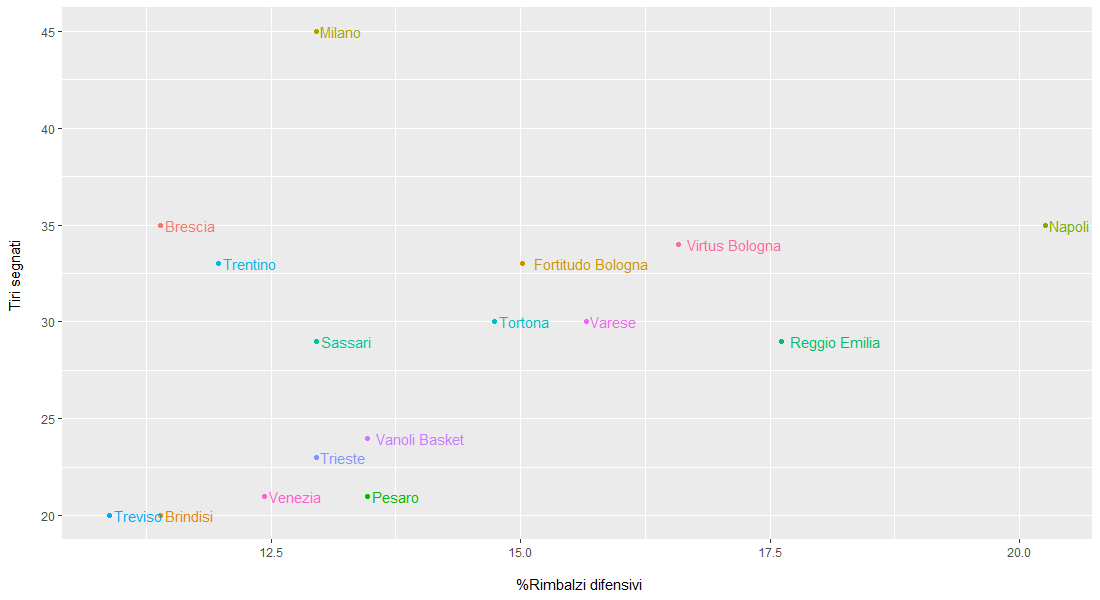 45
Milano
40
35
Brescia
Napoli
Virtus Bologna
Trentino
Fortitudo Bologna
30
Tortona
Varese
Sassari
Reggio Emilia
25
Vanoli Basket
Trieste
Venezia
Pesaro
20
Treviso
Brindisi
12.5
15.0
17.5
20.0
Tiri segnati
%Rimbalzi difensivi